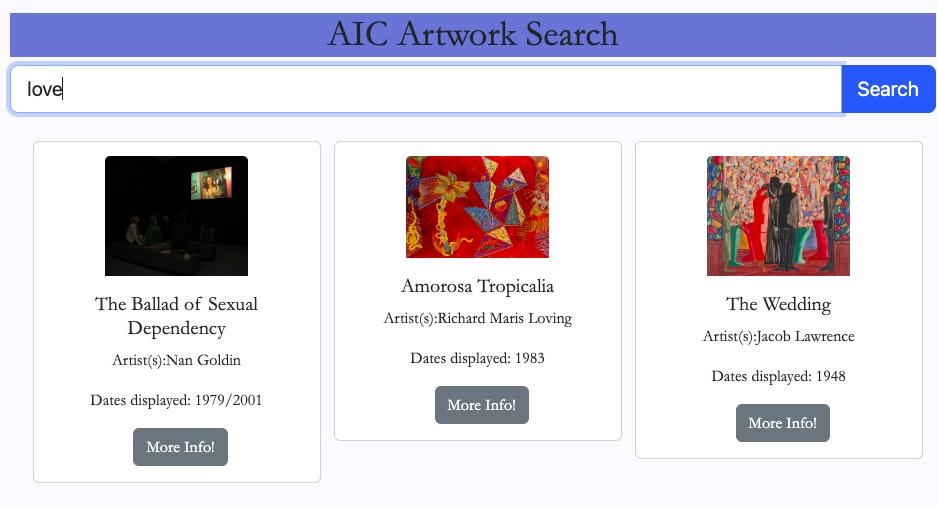 AIC Artwork Search
love
Search
The Ballad of Sexual
Dependency
Artist(s):Nan Goldin
Dates displayed: 1979/2001
More Info!
Amorosa Tropicalia
Artist(s):Richard Maris Loving
Dates displayed: 1983
More Info!
The Wedding
Artist(s):Jacob Lawrence
Dates displayed: 1948
More Info!